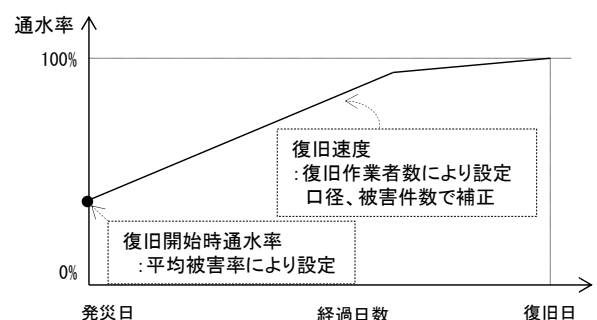 通水率
100%
復旧速度
:復旧作業者数により設定
口径、被害件数で補正
復旧開始時通水率
:平均被害率により設定
0%
発災日
経過日数
復旧日